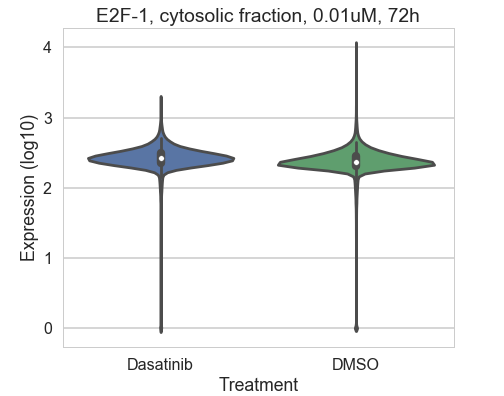 E2F-1, cytosolic fraction, 0.01uM, 72h
Expression (log10)
4
3
2
1
0
Dasatinib
DMSO
Treatment